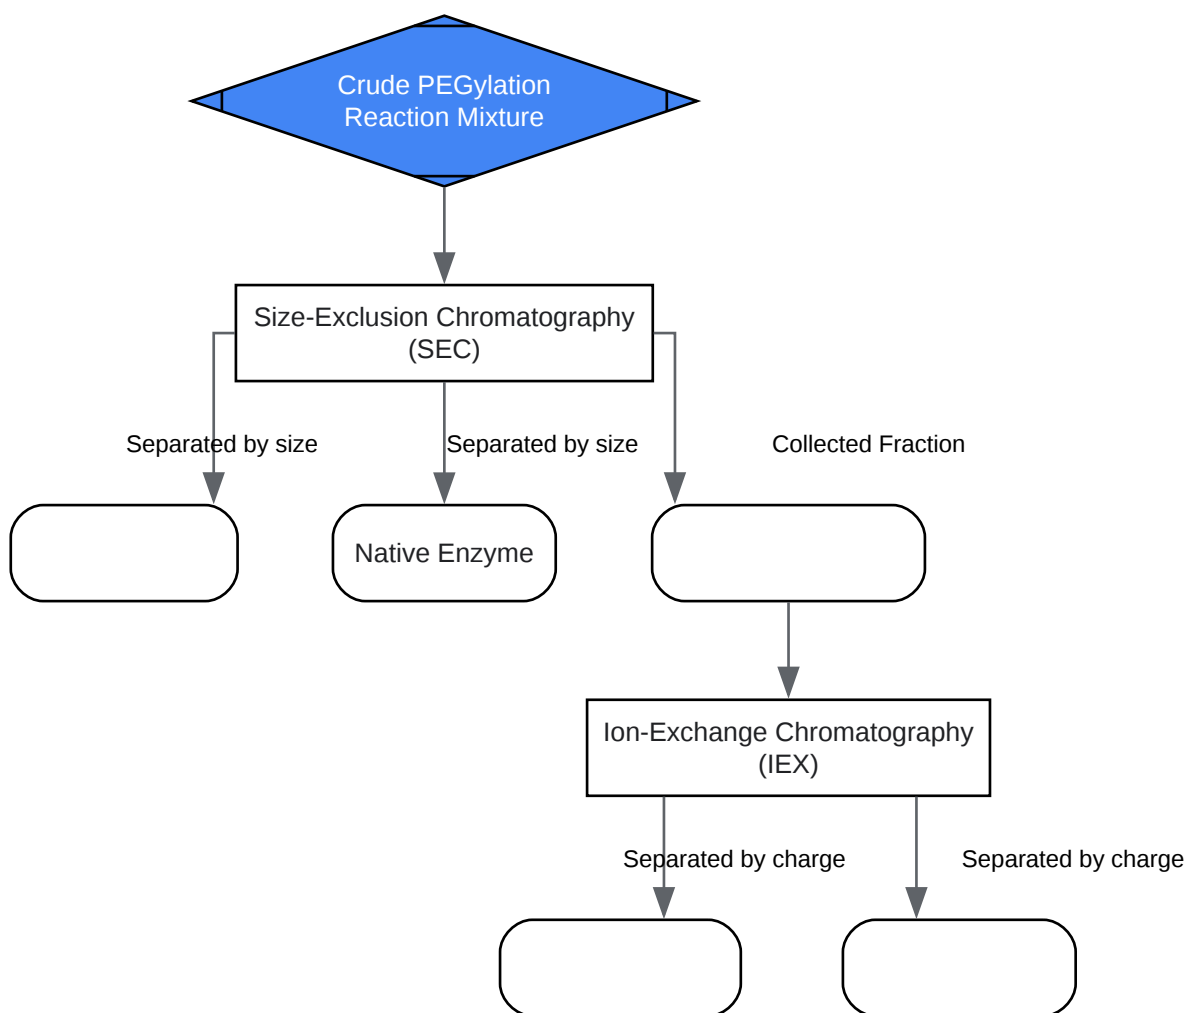 Crude PEGylation
Reaction Mixture
Size-Exclusion Chromatography
(SEC)
Separated by size
Separated by size
Collected Fraction
Native Enzyme
Ion-Exchange Chromatography
(IEX)
Separated by charge
Separated by charge